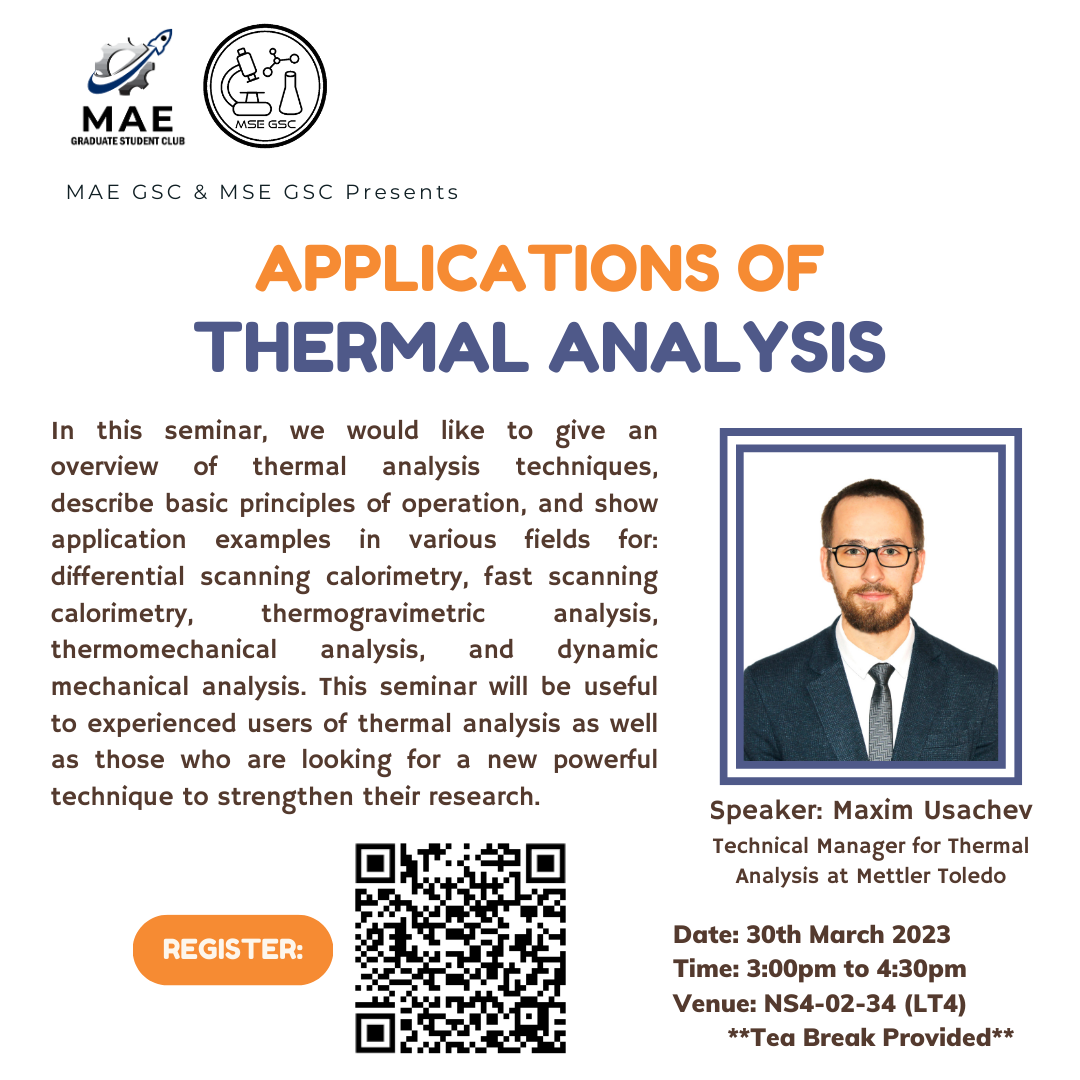 MAE
GRADUATE STUDENT CLUB
MSE GSC
MAE GSC & MSE GSC Presents
APPLICATIONS OF
THERMAL ANALYSIS
In this seminar, we would like to give an
overview of thermal analysis techniques,
describe basic principles of operation, and show
application examples in various fields for:
differential scanning calorimetry, fast scanning
calorimetry, thermogravimetric analysis,
thermomechanical analysis, and dynamic
mechanical analysis. This seminar will be useful
to experienced users of thermal analysis as well
as those who are looking for a new powerful
technique to strengthen their research.
Speaker: Maxim Usachev
Technical Manager for Thermal
Analysis at Mettler Toledo
REGISTER:
Date: 30th March 2023
Time: 3:00pm to 4:30pm
Venue: NS4-02-34 (LT4)
**Tea Break Provided**